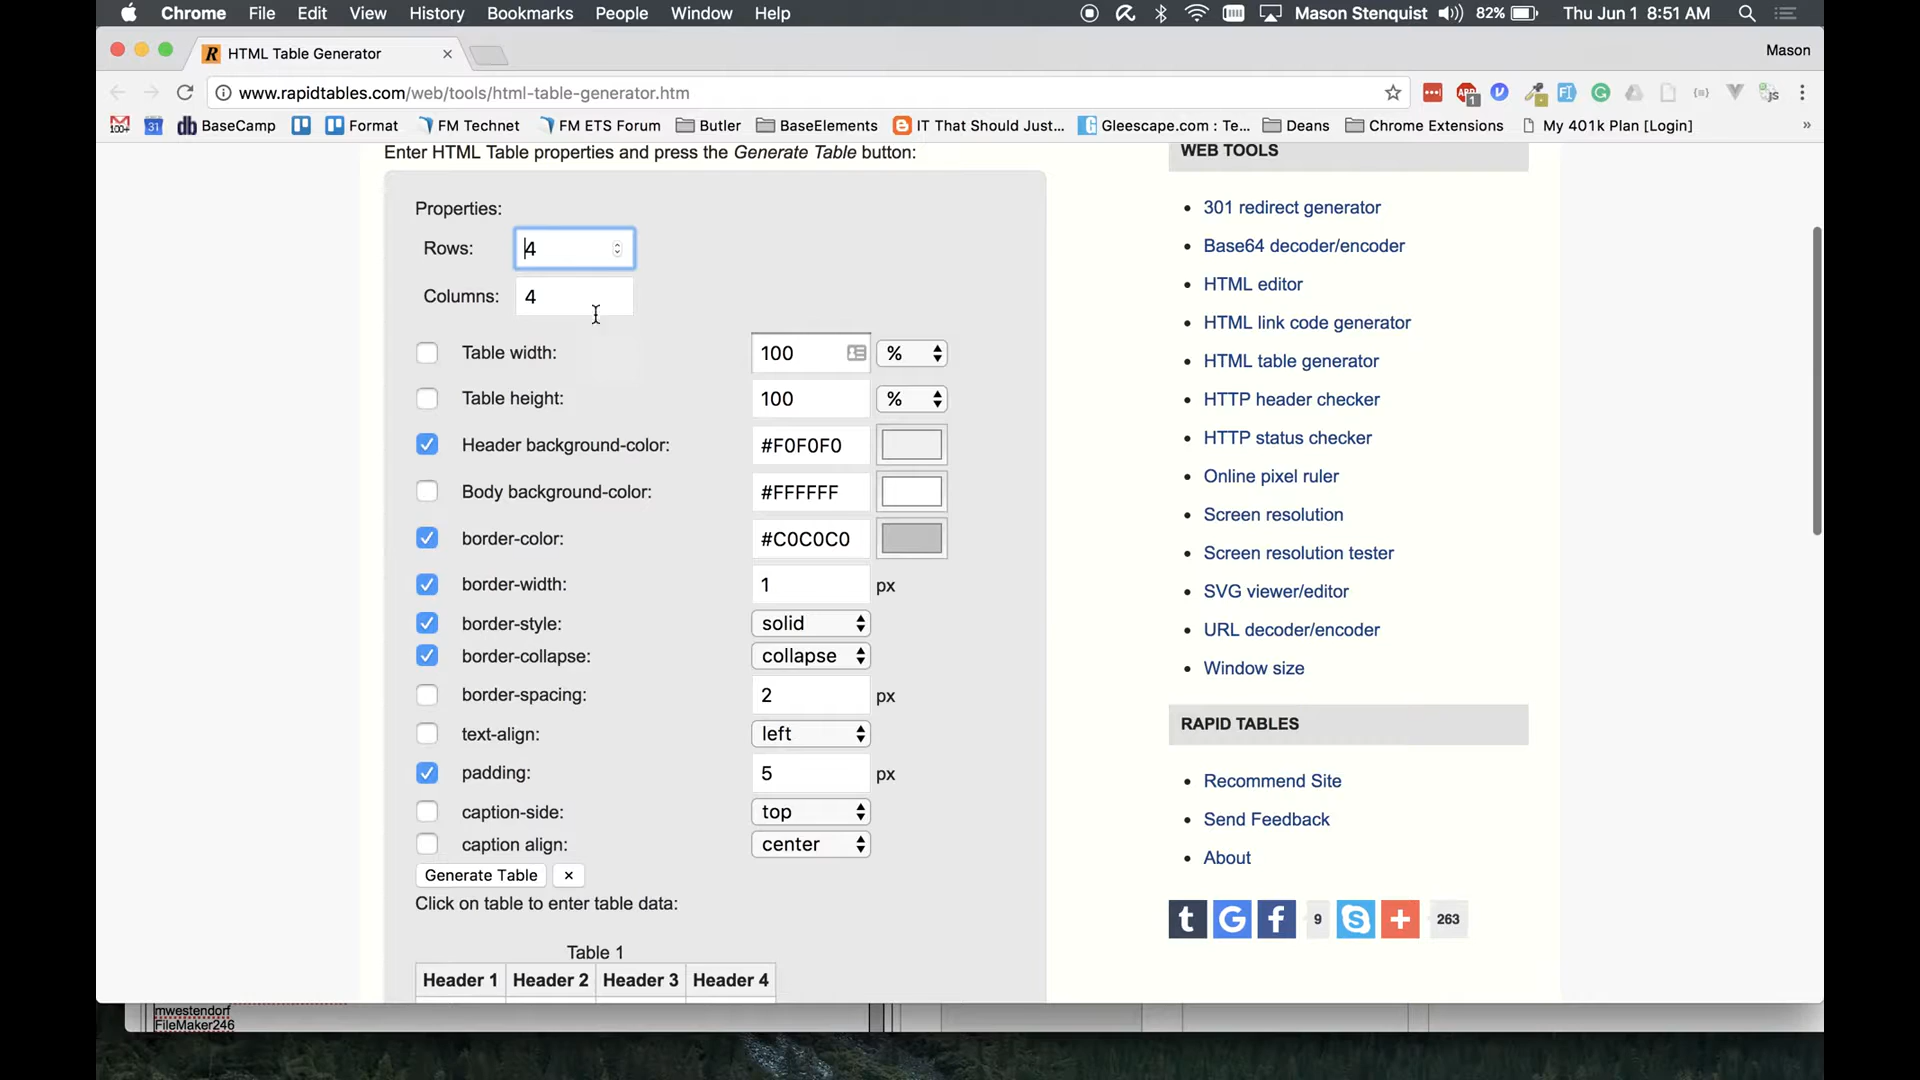 Chrome File Edit View History Bookmarks People Window Help Mason Stenquist 82% Thu Jun 1 8:51 AM
HTML Table Generator × Mason
www.rapidtables.com/web/tools/html-table-generator.htm
100+ 31 BaseCamp Format FM Technet FM ETS Forum Butler BaseElements IT That Should Just... Gleescape.com : Te... Deans Chrome Extensions My 401k Plan [Login] »
Enter HTML Table properties and press the Generate Table button:
Properties:
Rows: 4
Columns: 4
Table width: 100 %
Table height: 100 %
Header background-color: #F0F0F0
Body background-color: #FFFFFF
border-color: #C0C0C0
border-width: 1 px
border-style: solid
border-collapse: collapse
border-spacing: 2 px
text-align: left
padding: 5 px
caption-side: top
caption align: center
Generate Table ×
Click on table to enter table data:
Table 1
Header 1 Header 2 Header 3 Header 4
WEB TOOLS
301 redirect generator
Base64 decoder/encoder
HTML editor
HTML link code generator
HTML table generator
HTTP header checker
HTTP status checker
Online pixel ruler
Screen resolution
Screen resolution tester
SVG viewer/editor
URL decoder/encoder
Window size
RAPID TABLES
Recommend Site
Send Feedback
About
t G f 9 S + 263
mwestendorf
FileMaker246